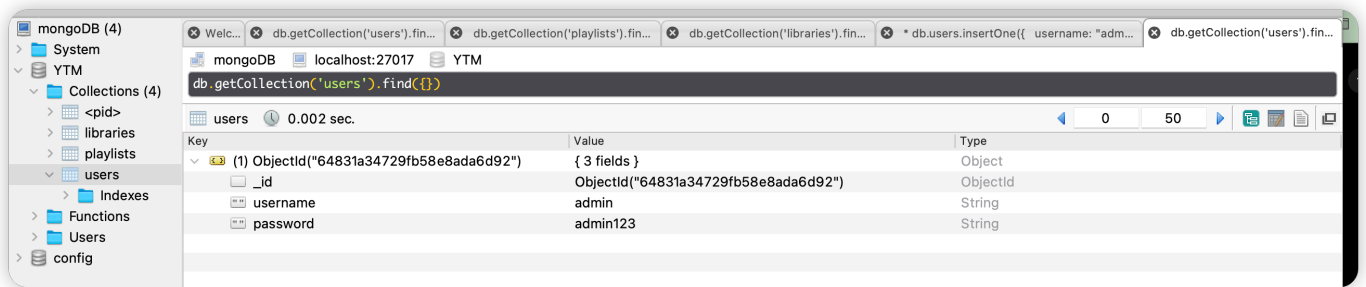 mongoDB (4)
System
YTM
Collections (4)
<pid>
libraries
playlists
users
Indexes
Functions
Users
config
Welc... db.getCollection('users').fin... db.getCollection('playlists').fin... db.getCollection('libraries').fin... * db.users.insertOne({ username: "adm... db.getCollection('users').fin...
mongoDB localhost:27017 YTM
db.getCollection('users').find({})
users 0.002 sec. 0 50
Key Value Type
(1) ObjectId("64831a34729fb58e8ada6d92") { 3 fields } Object
_id ObjectId("64831a34729fb58e8ada6d92") ObjectId
username admin String
password admin123 String